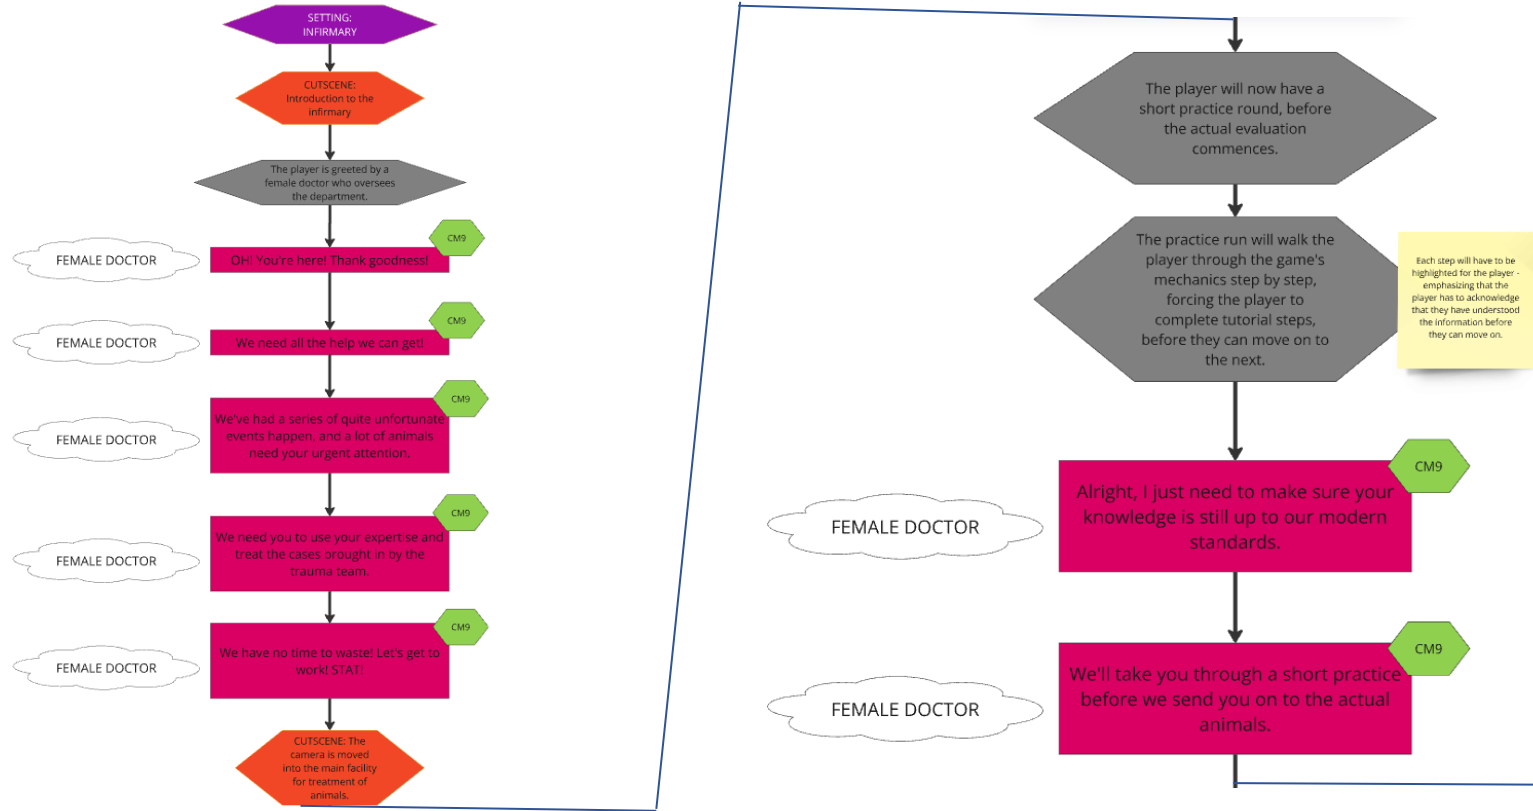 SETTING:
INFIRMARY
CUTSCENE:
Introduction to the
infirmary
The player is greeted by a
female doctor who oversees
the department.
CM9
FEMALE DOCTOR
OH! You're here! Thank goodness!
CM9
FEMALE DOCTOR
We need all the help we can get!
CM9
FEMALE DOCTOR
We've had a series of quite unfortunate
events happen, and a lot of animals
need your urgent attention.
CM9
FEMALE DOCTOR
We need you to use your expertise and
treat the cases brought in by the
trauma team.
CM9
FEMALE DOCTOR
We have no time to waste! Let's get to
work! STAT!
CUTSCENE: The
camera is moved
into the main facility
for treatment of
animals.
The player will now have a
short practice round, before
the actual evaluation
commences.
The practice run will walk the
player through the game's
mechanics step by step,
forcing the player to
complete tutorial steps,
before they can move on to
the next.
Each step will have to be
highlighted for the player -
emphasizing that the
player has to acknowledge
that they have understood
the information before
they can move on.
CM9
FEMALE DOCTOR
Alright, I just need to make sure your
knowledge is still up to our modern
standards.
CM9
FEMALE DOCTOR
We'll take you through a short practice
before we send you on to the actual
animals.